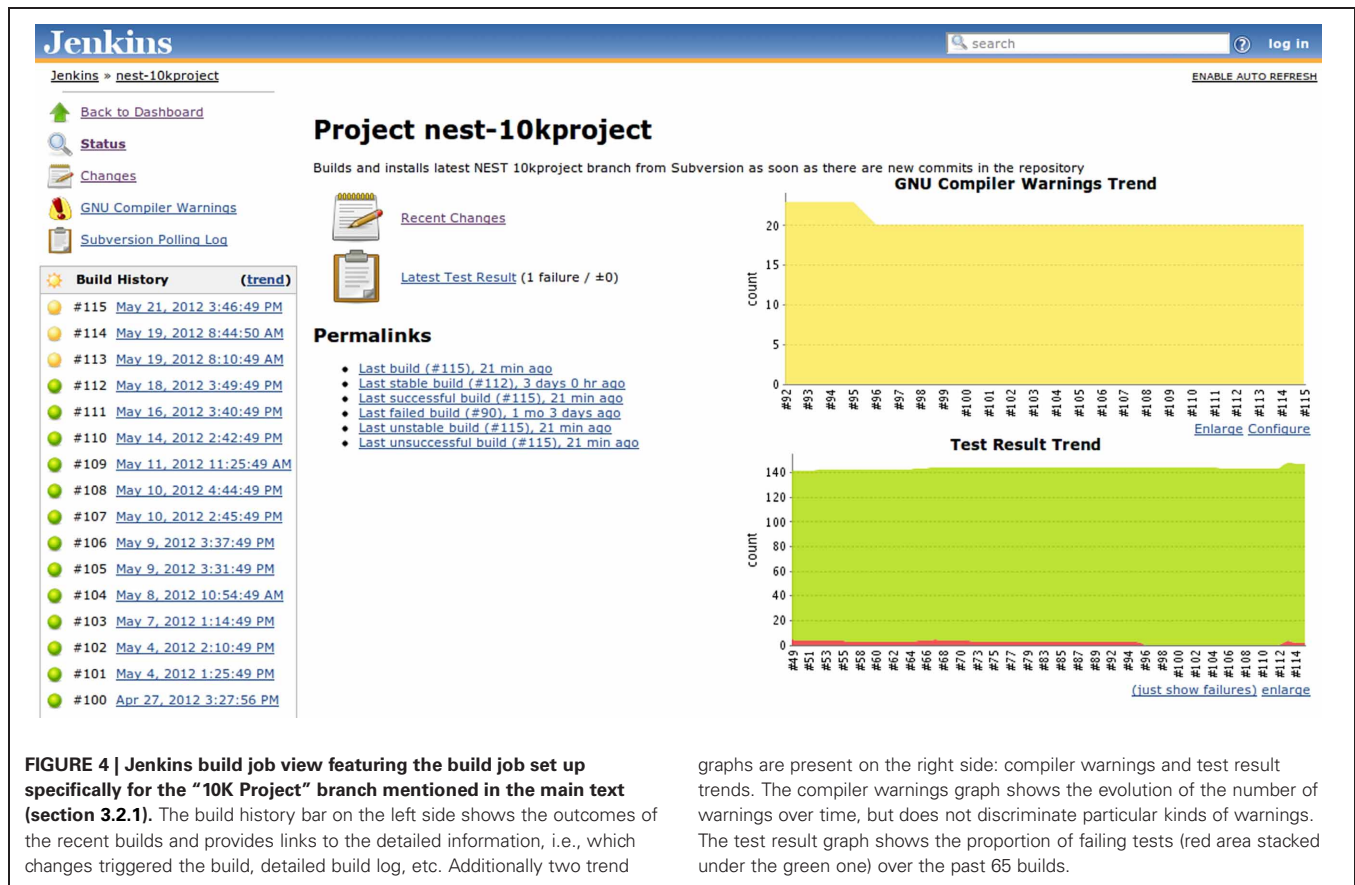 Jenkins
search
? log in
Jenkins » nest-10kproject
ENABLE AUTO REFRESH
Back to Dashboard
Status
Changes
GNU Compiler Warnings
Subversion Polling Log
Build History (trend)
#115 May 21, 2012 3:46:49 PM
#114 May 19, 2012 8:44:50 AM
#113 May 19, 2012 8:10:49 AM
#112 May 18, 2012 3:49:49 PM
#111 May 16, 2012 3:40:49 PM
#110 May 14, 2012 2:42:49 PM
#109 May 11, 2012 11:25:49 AM
#108 May 10, 2012 4:44:49 PM
#107 May 10, 2012 2:45:49 PM
#106 May 9, 2012 3:37:49 PM
#105 May 9, 2012 3:31:49 PM
#104 May 8, 2012 10:54:49 AM
#103 May 7, 2012 1:14:49 PM
#102 May 4, 2012 2:10:49 PM
#101 May 4, 2012 1:25:49 PM
#100 Apr 27, 2012 3:27:56 PM
Project nest-10kproject
Builds and installs latest NEST 10kproject branch from Subversion as soon as there are new commits in the repository
Recent Changes
Latest Test Result (1 failure / ±0)
Permalinks
• Last build (#115), 21 min ago
• Last stable build (#112), 3 days 0 hr ago
• Last successful build (#115), 21 min ago
• Last failed build (#90), 1 mo 3 days ago
• Last unstable build (#115), 21 min ago
• Last unsuccessful build (#115), 21 min ago
GNU Compiler Warnings Trend
count
20
15
10
5
0
#92 #93 #94 #95 #96 #97 #98 #99 #100 #101 #102 #103 #104 #105 #106 #107 #108 #109 #110 #111 #112 #113 #114 #115
Enlarge Configure
Test Result Trend
count
140
120
100
80
60
40
20
0
#49 #51 #53 #55 #58 #60 #62 #64 #66 #68 #70 #73 #75 #77 #79 #83 #85 #87 #89 #92 #94 #96 #98 #100 #102 #104 #106 #108 #110 #112 #114
(just show failures) enlarge
FIGURE 4 | Jenkins build job view featuring the build job set up
specifically for the “10K Project” branch mentioned in the main text
(section 3.2.1). The build history bar on the left side shows the outcomes of
the recent builds and provides links to the detailed information, i.e., which
changes triggered the build, detailed build log, etc. Additionally two trend
graphs are present on the right side: compiler warnings and test result
trends. The compiler warnings graph shows the evolution of the number of
warnings over time, but does not discriminate particular kinds of warnings.
The test result graph shows the proportion of failing tests (red area stacked
under the green one) over the past 65 builds.